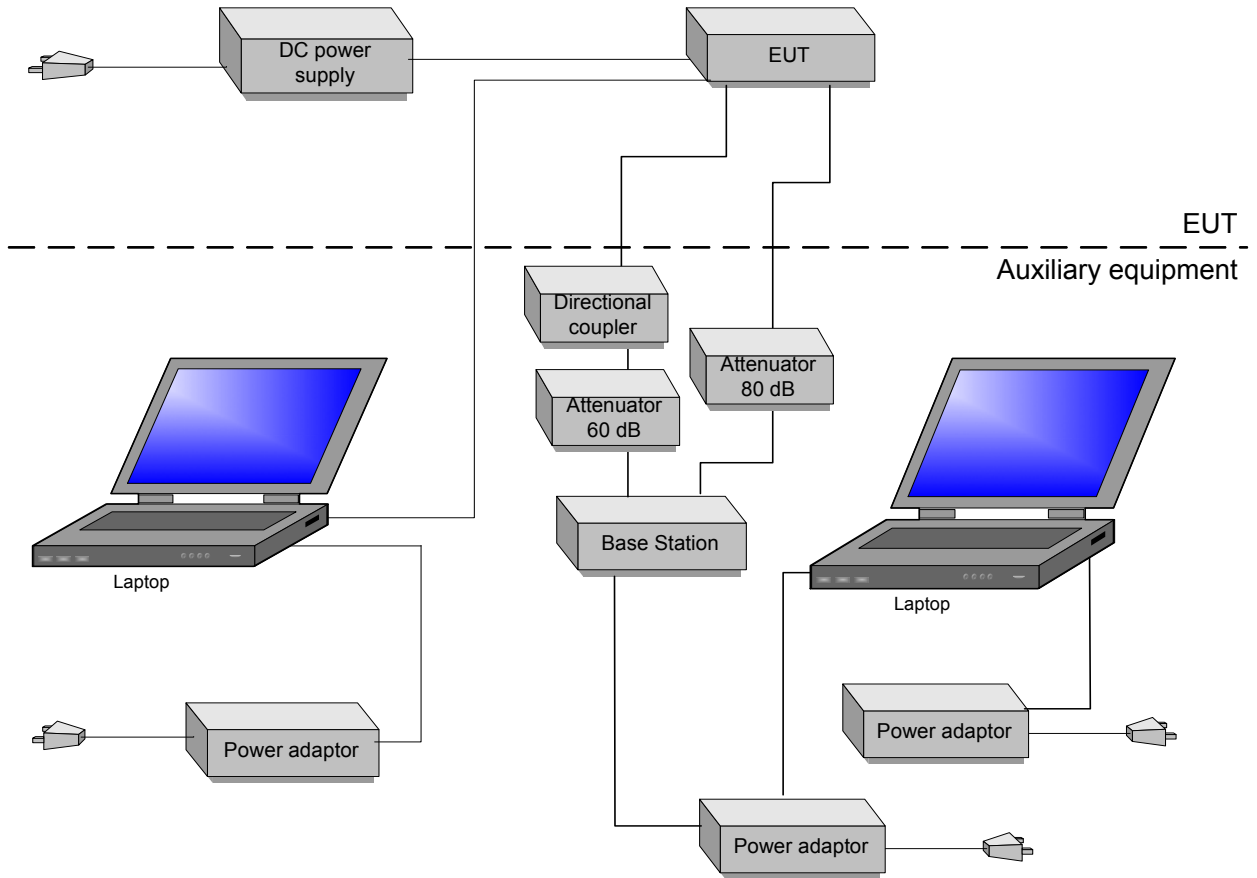 DC power
supply
EUT
EUT
Auxiliary equipment
Directional
coupler
Attenuator
80 dB
Attenuator
60 dB
Base Station
Laptop
Laptop
Power adaptor
Power adaptor
Power adaptor